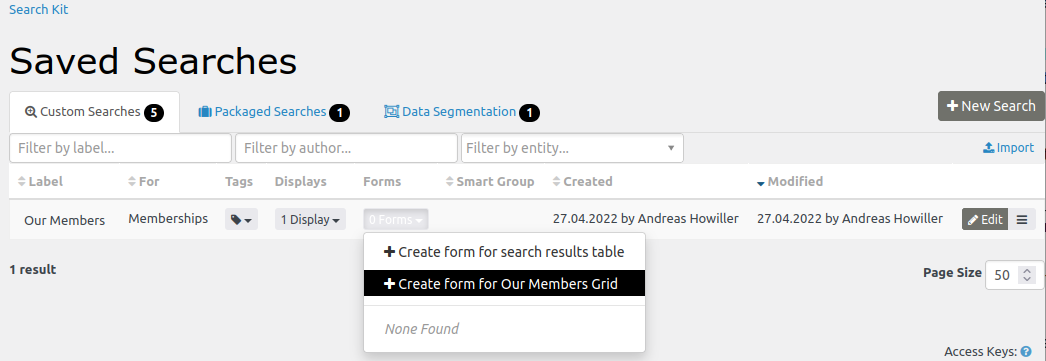 Search Kit
Saved Searches
Custom Searches 5 Packaged Searches 1 Data Segmentation 1 New Search
Filter by label... Filter by author... Filter by entity... Import
Label For Tags Displays Forms Smart Group Created Modified
Our Members Memberships 1 Display 0 Forms 27.04.2022 by Andreas Howiller 27.04.2022 by Andreas Howiller Edit
Create form for search results table
1 result Page Size 50
Create form for Our Members Grid
None Found
Access Keys: ?